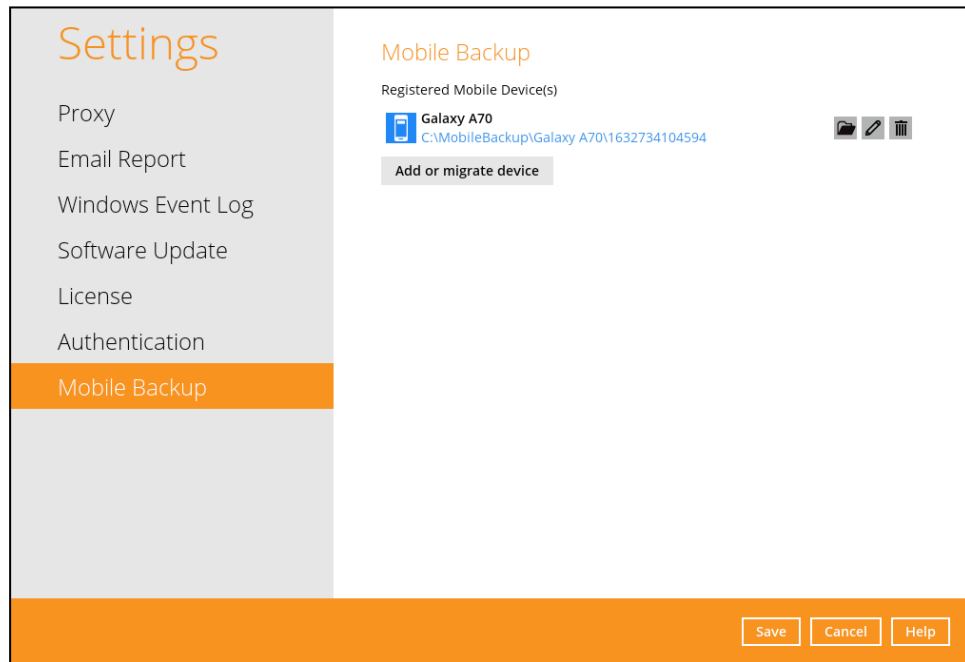 Settings
Proxy
Email Report
Windows Event Log
Software Update
License
Authentication
Mobile Backup
Mobile Backup
Registered Mobile Device(s)
Galaxy A70
C:\MobileBackup\Galaxy A70\1632734104594
Add or migrate device
Save Cancel Help